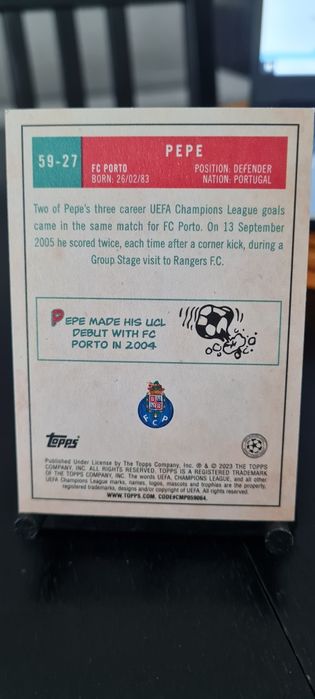 59-27
PEPE
FC PORTO
BORN: 26/02/83
POSITION: DEFENDER
NATION: PORTUGAL
Two of Pepe's three career UEFA Champions League goals
came in the same match for FC Porto. On 13 September
2005 he scored twice, each time after a corner kick, during a
Group Stage visit to Rangers F.C.
PEPE MADE HIS UCL
DEBUT WITH FC
PORTO IN 2004
FCP
Topps
Published Under License by The Topps Company, Inc. ® & © 2023 THE TOPPS
COMPANY, INC. ALL RIGHTS RESERVED. TOPPS IS A REGISTERED TRADEMARK
OF THE TOPPS COMPANY, INC. The words UEFA, CHAMPIONS LEAGUE, and all other
UEFA Champions League marks, names, logos, mascots and trophies are the property,
registered trademarks, designs and/or copyright of UEFA. All rights reserved.
WWW.TOPPS.COM. CODE#CMP059064.